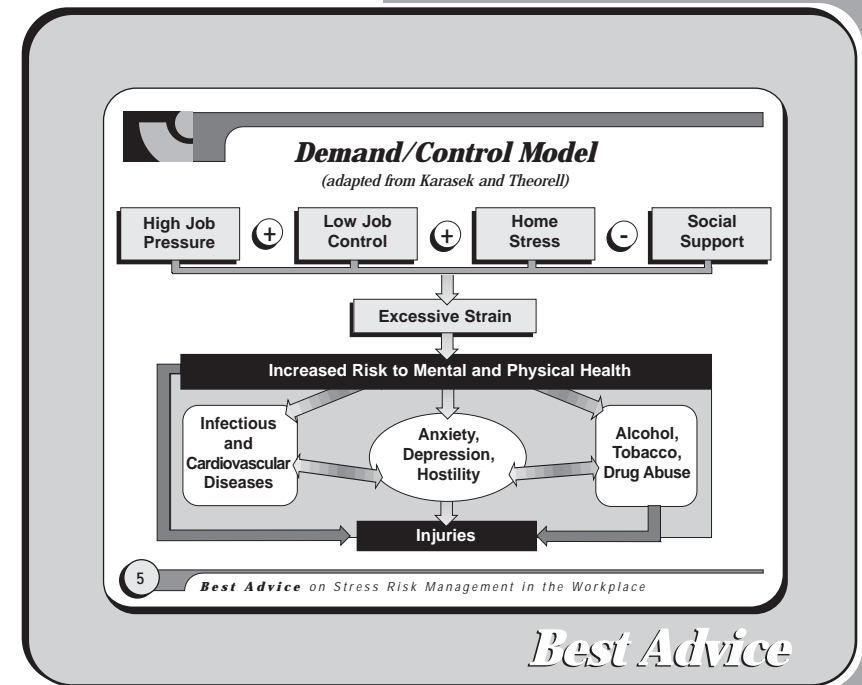 Demand/Control Model
(adapted from Karasek and Theorell)
High Job
Pressure
+
Low Job
Control
+
Home
Stress
-
Social
Support
Excessive Strain
Increased Risk to Mental and Physical Health
Infectious
and
Cardiovascular
Diseases
Anxiety,
Depression,
Hostility
Alcohol,
Tobacco,
Drug Abuse
Injuries
5
Best Advice on Stress Risk Management in the Workplace
Best Advice